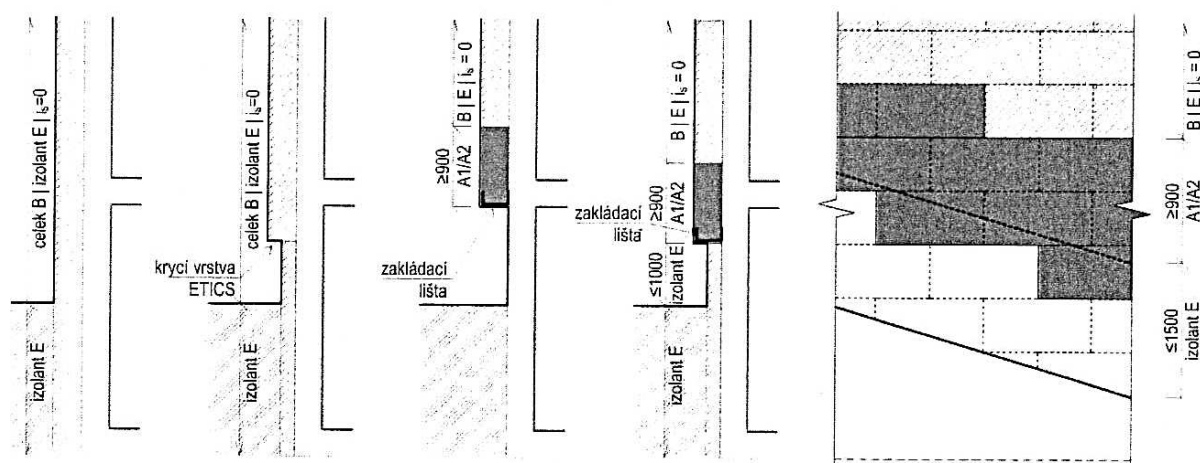 celek B | izolant E | iₛ=0
izolant E
celek B | izolant E | iₛ=0
krycí vrstva
ETICS
izolant E
B | E | iₛ = 0
≥900
A1/A2
zakládací
lišta
B | E | iₛ = 0
≥900
A1/A2
zakládací
lišta
≤1000
izolant E
izolant E
B | E | iₛ = 0
≥900
A1/A2
≤1500
izolant E